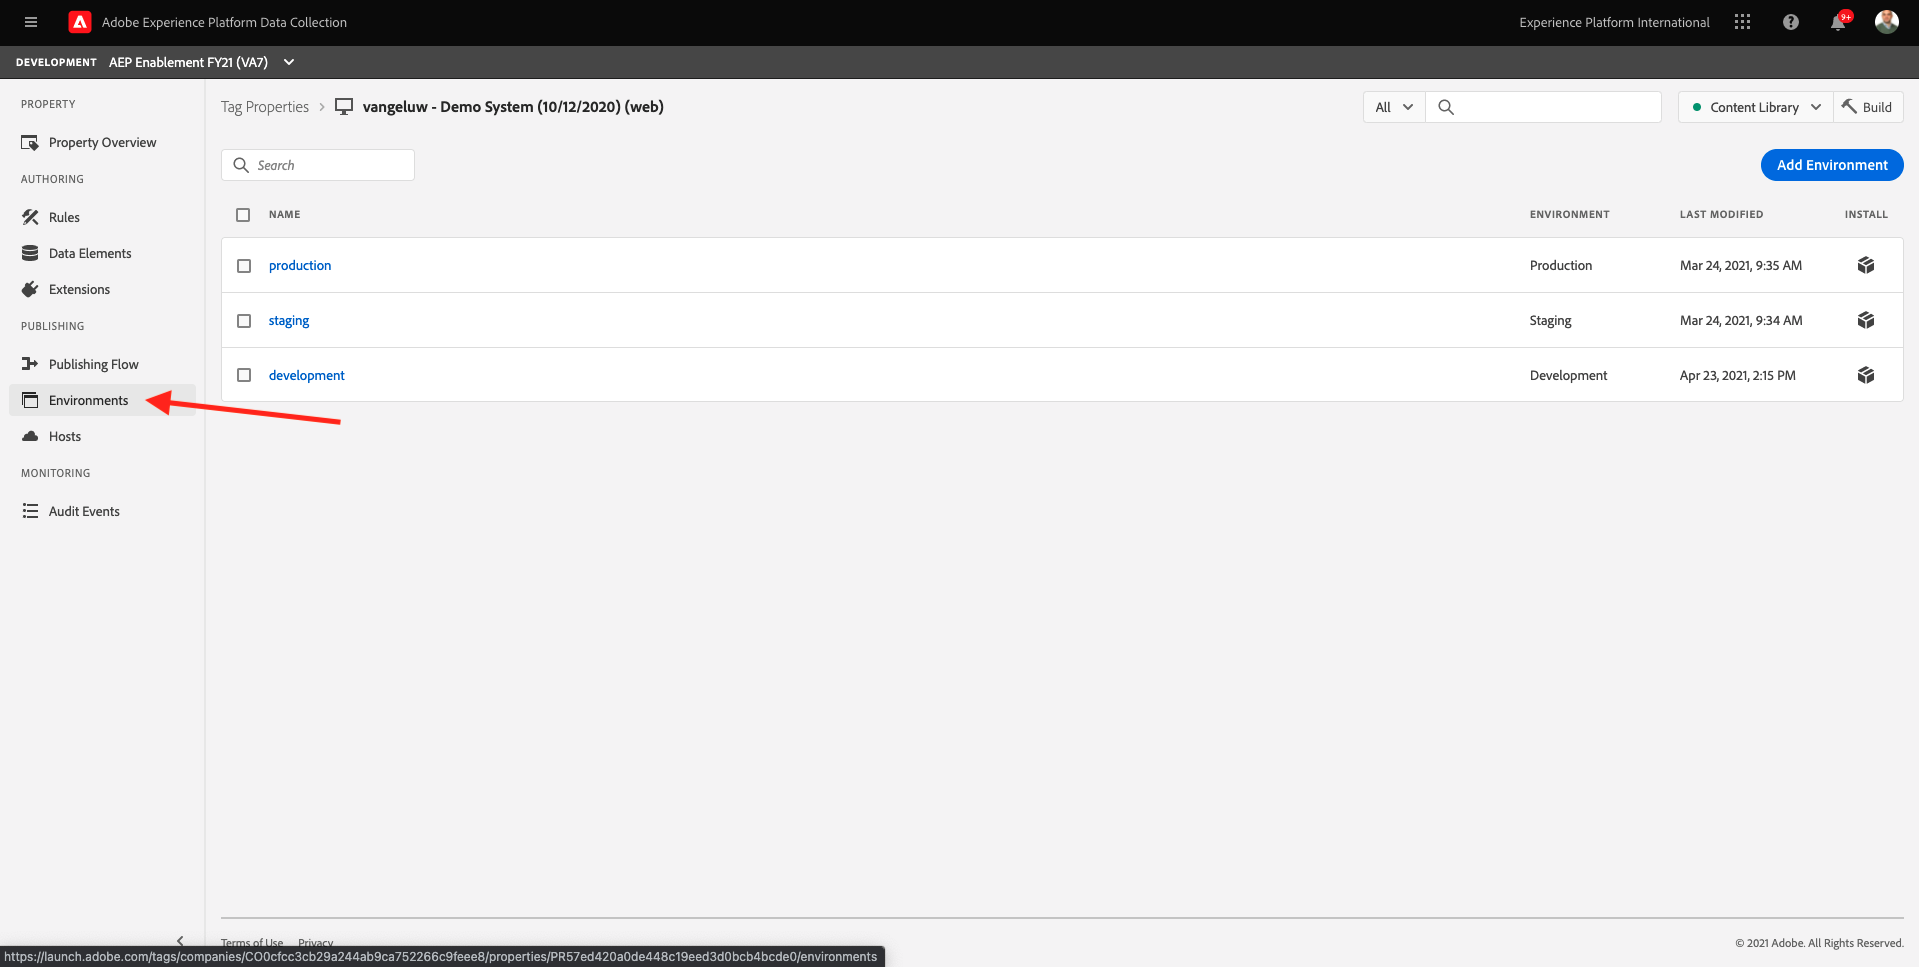 Adobe Experience Platform Data Collection
Experience Platform International
9+
DEVELOPMENT AEP Enablement FY21 (VA7)
PROPERTY
Property Overview
AUTHORING
Rules
Data Elements
Extensions
PUBLISHING
Publishing Flow
Environments
Hosts
MONITORING
Audit Events
Tag Properties > vangeluw - Demo System (10/12/2020) (web)
All
Content Library
Build
Search
Add Environment
NAME ENVIRONMENT LAST MODIFIED INSTALL
production Production Mar 24, 2021, 9:35 AM
staging Staging Mar 24, 2021, 9:34 AM
development Development Apr 23, 2021, 2:15 PM
Terms of Use Privacy
© 2021 Adobe. All Rights Reserved.
https://launch.adobe.com/tags/companies/CO0cfcc3cb29a244ab9ca752266c9feee8/properties/PR57ed420a0de448c19eed3d0bcb4bcde0/environments